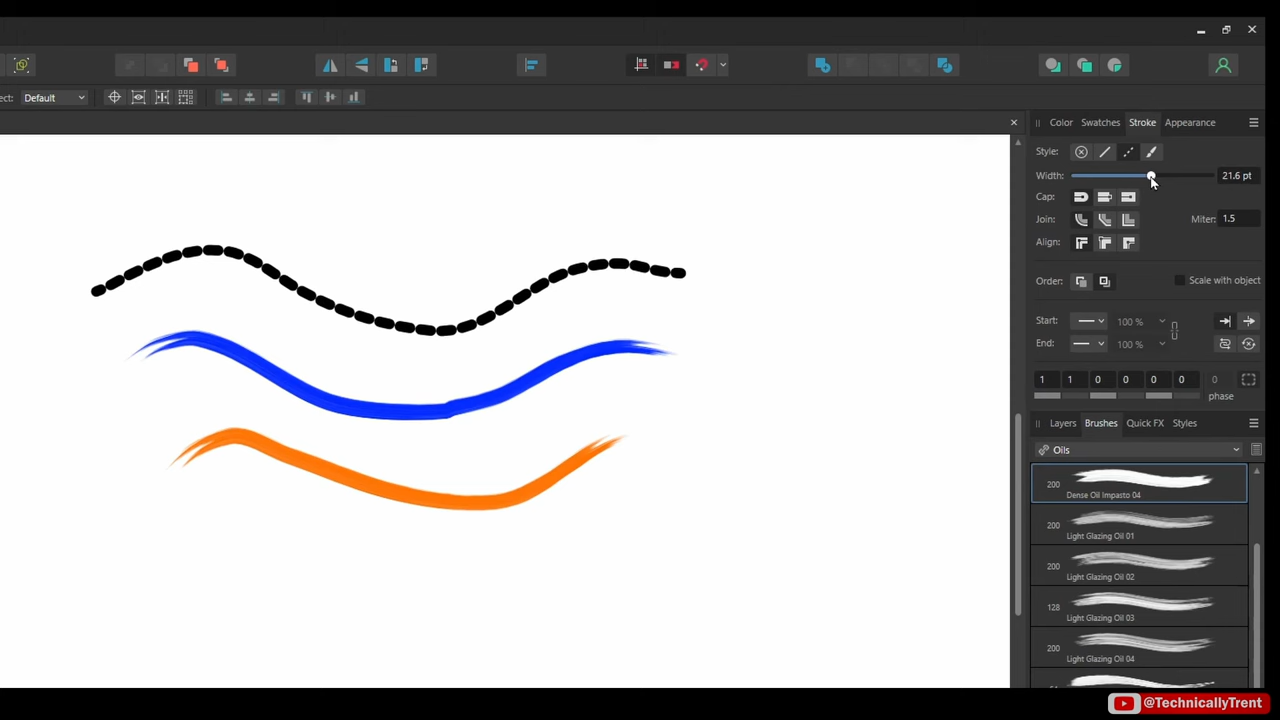 ect: Default
Color Swatches Stroke Appearance
Style:
Width: 21.6 pt
Cap:
Join: Miter: 1.5
Align:
Order: Scale with object
Start: 100 %
End: 100 %
1 1 0 0 0 0 0
phase
Layers Brushes Quick FX Styles
Oils
200
Dense Oil Impasto 04
200
Light Glazing Oil 01
200
Light Glazing Oil 02
128
Light Glazing Oil 03
200
Light Glazing Oil 04
@TechnicallyTrent